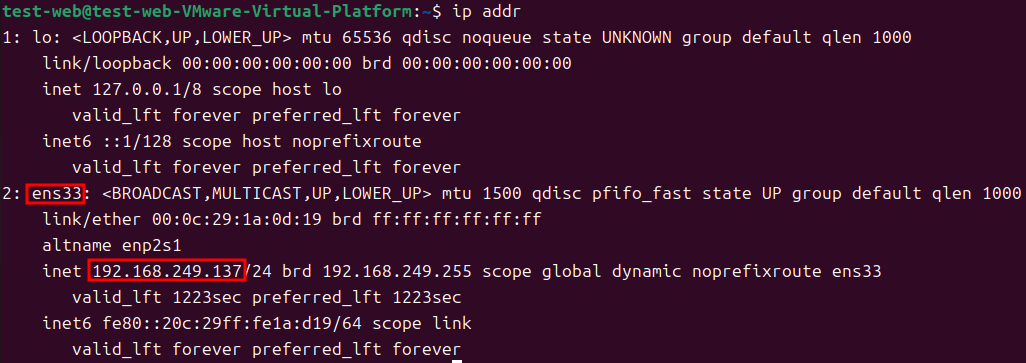 test-web@test-web-VMware-Virtual-Platform:~$ ip addr
1: lo: <LOOPBACK,UP,LOWER_UP> mtu 65536 qdisc noqueue state UNKNOWN group default qlen 1000
link/loopback 00:00:00:00:00:00 brd 00:00:00:00:00:00
inet 127.0.0.1/8 scope host lo
valid_lft forever preferred_lft forever
inet6 ::1/128 scope host noprefixroute
valid_lft forever preferred_lft forever
2: ens33: <BROADCAST,MULTICAST,UP,LOWER_UP> mtu 1500 qdisc pfifo_fast state UP group default qlen 1000
link/ether 00:0c:29:1a:0d:19 brd ff:ff:ff:ff:ff:ff
altname enp2s1
inet 192.168.249.137/24 brd 192.168.249.255 scope global dynamic noprefixroute ens33
valid_lft 1223sec preferred_lft 1223sec
inet6 fe80::20c:29ff:fe1a:d19/64 scope link
valid_lft forever preferred_lft forever